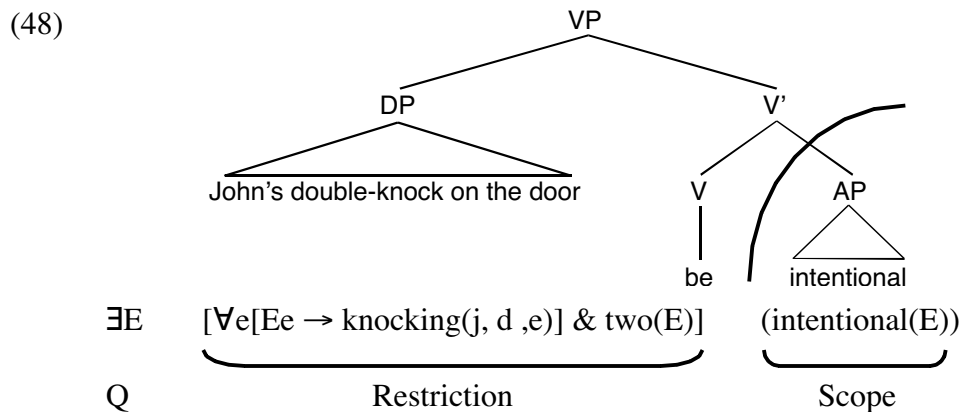 (48)
VP
DP V'
John's double-knock on the door V AP
be intentional
∃E [∀e[Ee → knocking(j, d ,e)] & two(E)] (intentional(E))
Q Restriction Scope